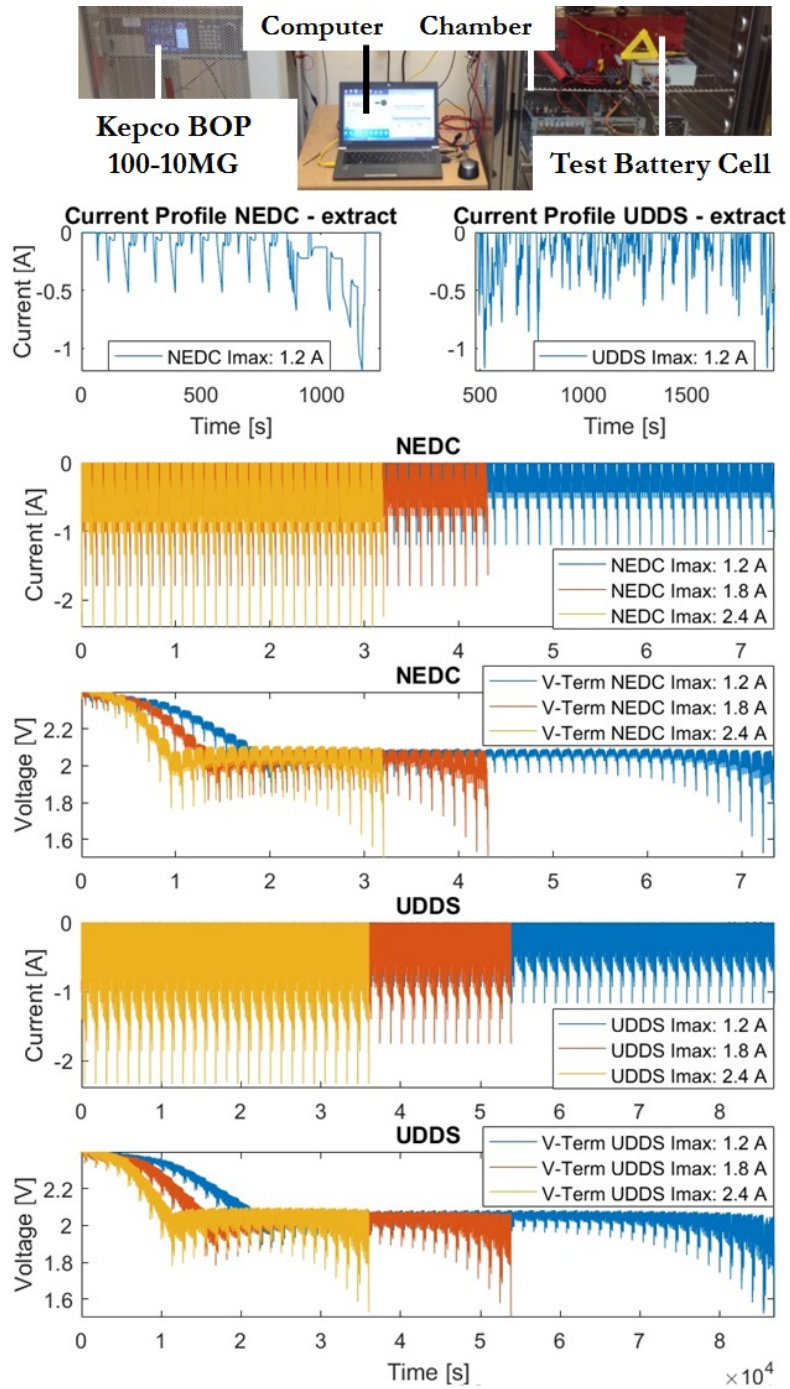 Computer Chamber
Kepco BOP
100-10MG
Test Battery Cell
Current Profile NEDC - extract
Current Profile UDDS - extract
Current [A]
0
-0.5
-1
NEDC Imax: 1.2 A
0 500 1000
Time [s]
UDDS Imax: 1.2 A
500 1000 1500
Time [s]
NEDC
Current [A]
0
-1
-2
NEDC Imax: 1.2 A
NEDC Imax: 1.8 A
NEDC Imax: 2.4 A
0 1 2 3 4 5 6 7
NEDC
Voltage [V]
2.2
2
1.8
1.6
V-Term NEDC Imax: 1.2 A
V-Term NEDC Imax: 1.8 A
V-Term NEDC Imax: 2.4 A
0 1 2 3 4 5 6 7
UDDS
Current [A]
0
-1
-2
UDDS Imax: 1.2 A
UDDS Imax: 1.8 A
UDDS Imax: 2.4 A
0 1 2 3 4 5 6 7 8
UDDS
Voltage [V]
2.2
2
1.8
1.6
V-Term UDDS Imax: 1.2 A
V-Term UDDS Imax: 1.8 A
V-Term UDDS Imax: 2.4 A
0 1 2 3 4 5 6 7 8
Time [s]
×10⁴